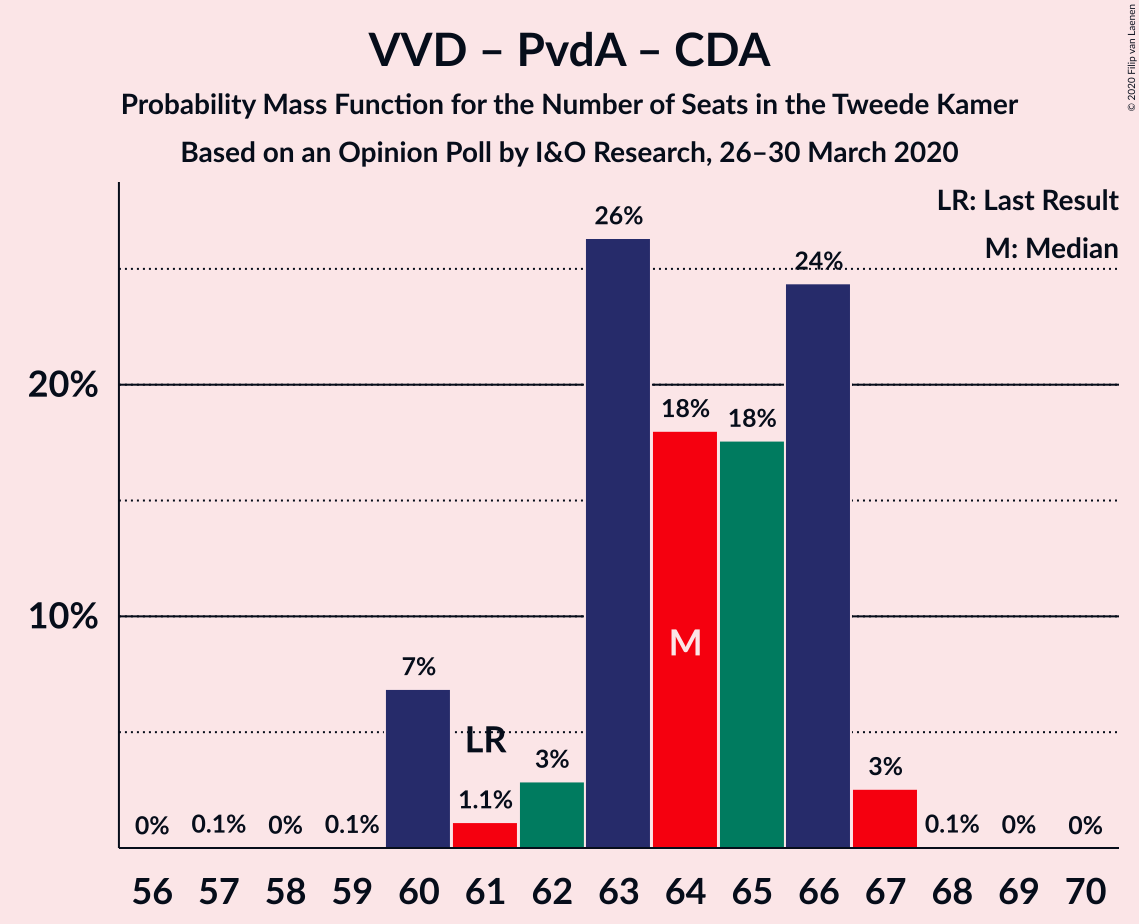 VVD – PvdA – CDA
Probability Mass Function for the Number of Seats in the Tweede Kamer
Based on an Opinion Poll by I&O Research, 26–30 March 2020
© 2020 Filip van Laenen
LR: Last Result
M: Median
20%
10%
0% 0.1% 0% 0.1% 7% 1.1% 3% 26% 18% 18% 24% 3% 0.1% 0% 0%
LR
M
56 57 58 59 60 61 62 63 64 65 66 67 68 69 70